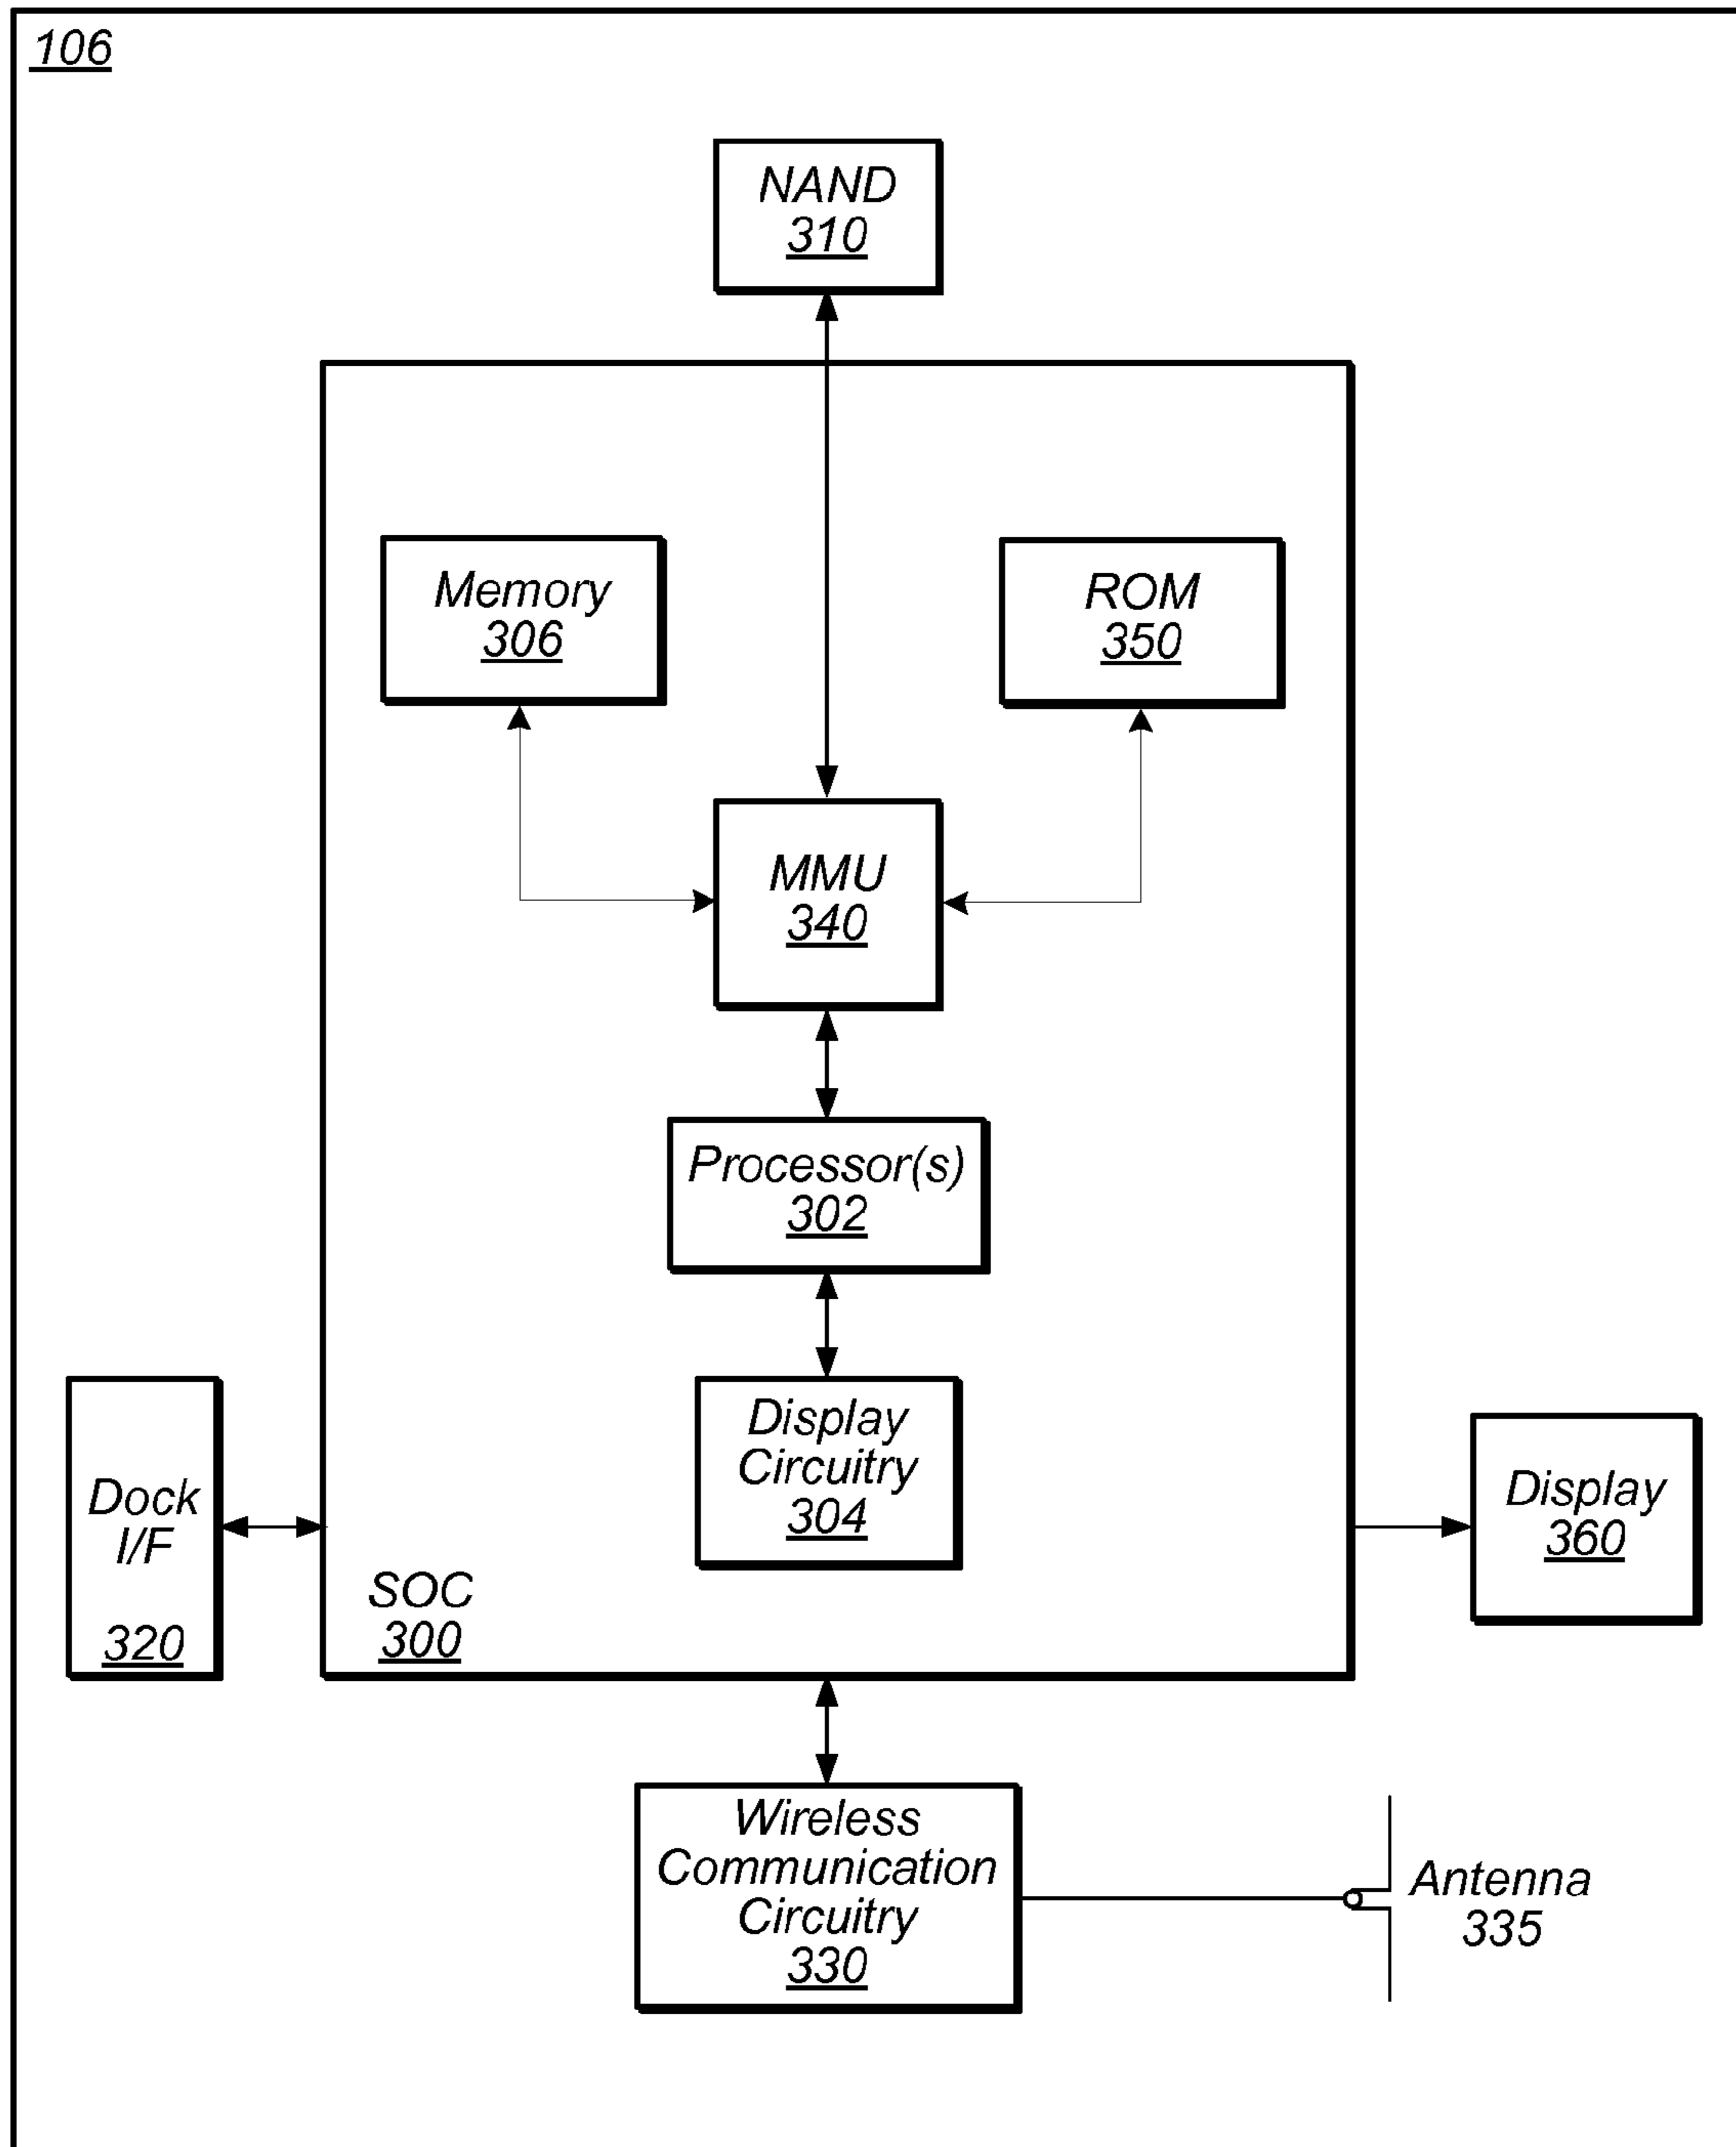 106
NAND
310
Memory
306
ROM
350
MMU
340
Processor(s)
302
Display
Circuitry
304
Dock
I/F
320
SOC
300
Display
360
Wireless
Communication
Circuitry
330
Antenna
335